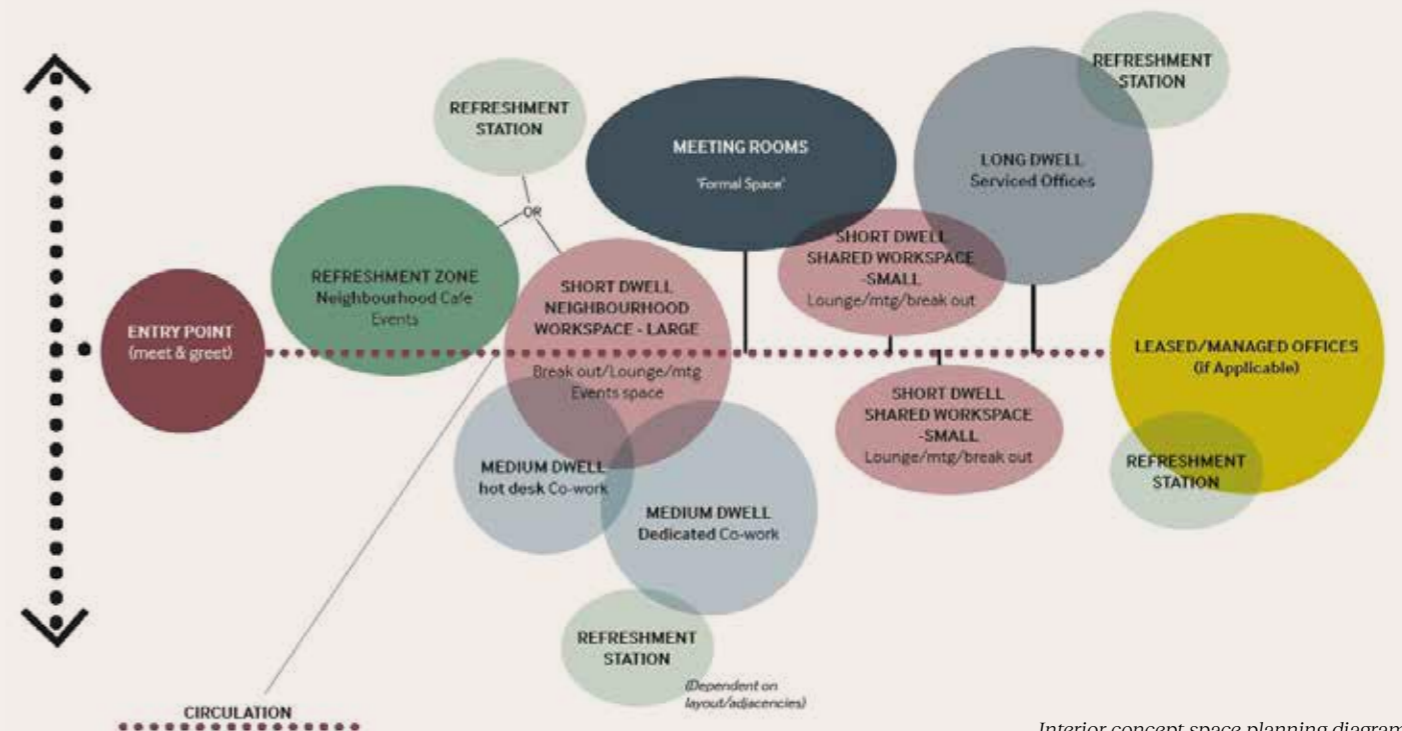 REFRESHMENT
STATION
REFRESHMENT
STATION
OR
MEETING ROOMS
'Formal Space'
LONG DWELL
Serviced Offices
ENTRY POINT
(meet & greet)
REFRESHMENT ZONE
Neighbourhood Cafe
Events
SHORT DWELL
NEIGHBOURHOOD
WORKSPACE - LARGE
Break out/Lounge/mtg
Events space
SHORT DWELL
SHARED WORKSPACE
-SMALL
Lounge/mtg/break out
SHORT DWELL
SHARED WORKSPACE
-SMALL
Lounge/mtg/break out
LEASED/MANAGED OFFICES
(if Applicable)
REFRESHMENT
STATION
MEDIUM DWELL
hot desk Co-work
MEDIUM DWELL
Dedicated Co-work
REFRESHMENT
STATION
(Dependent on
layout/adjacencies)
CIRCULATION
Interior concept space planning diagram